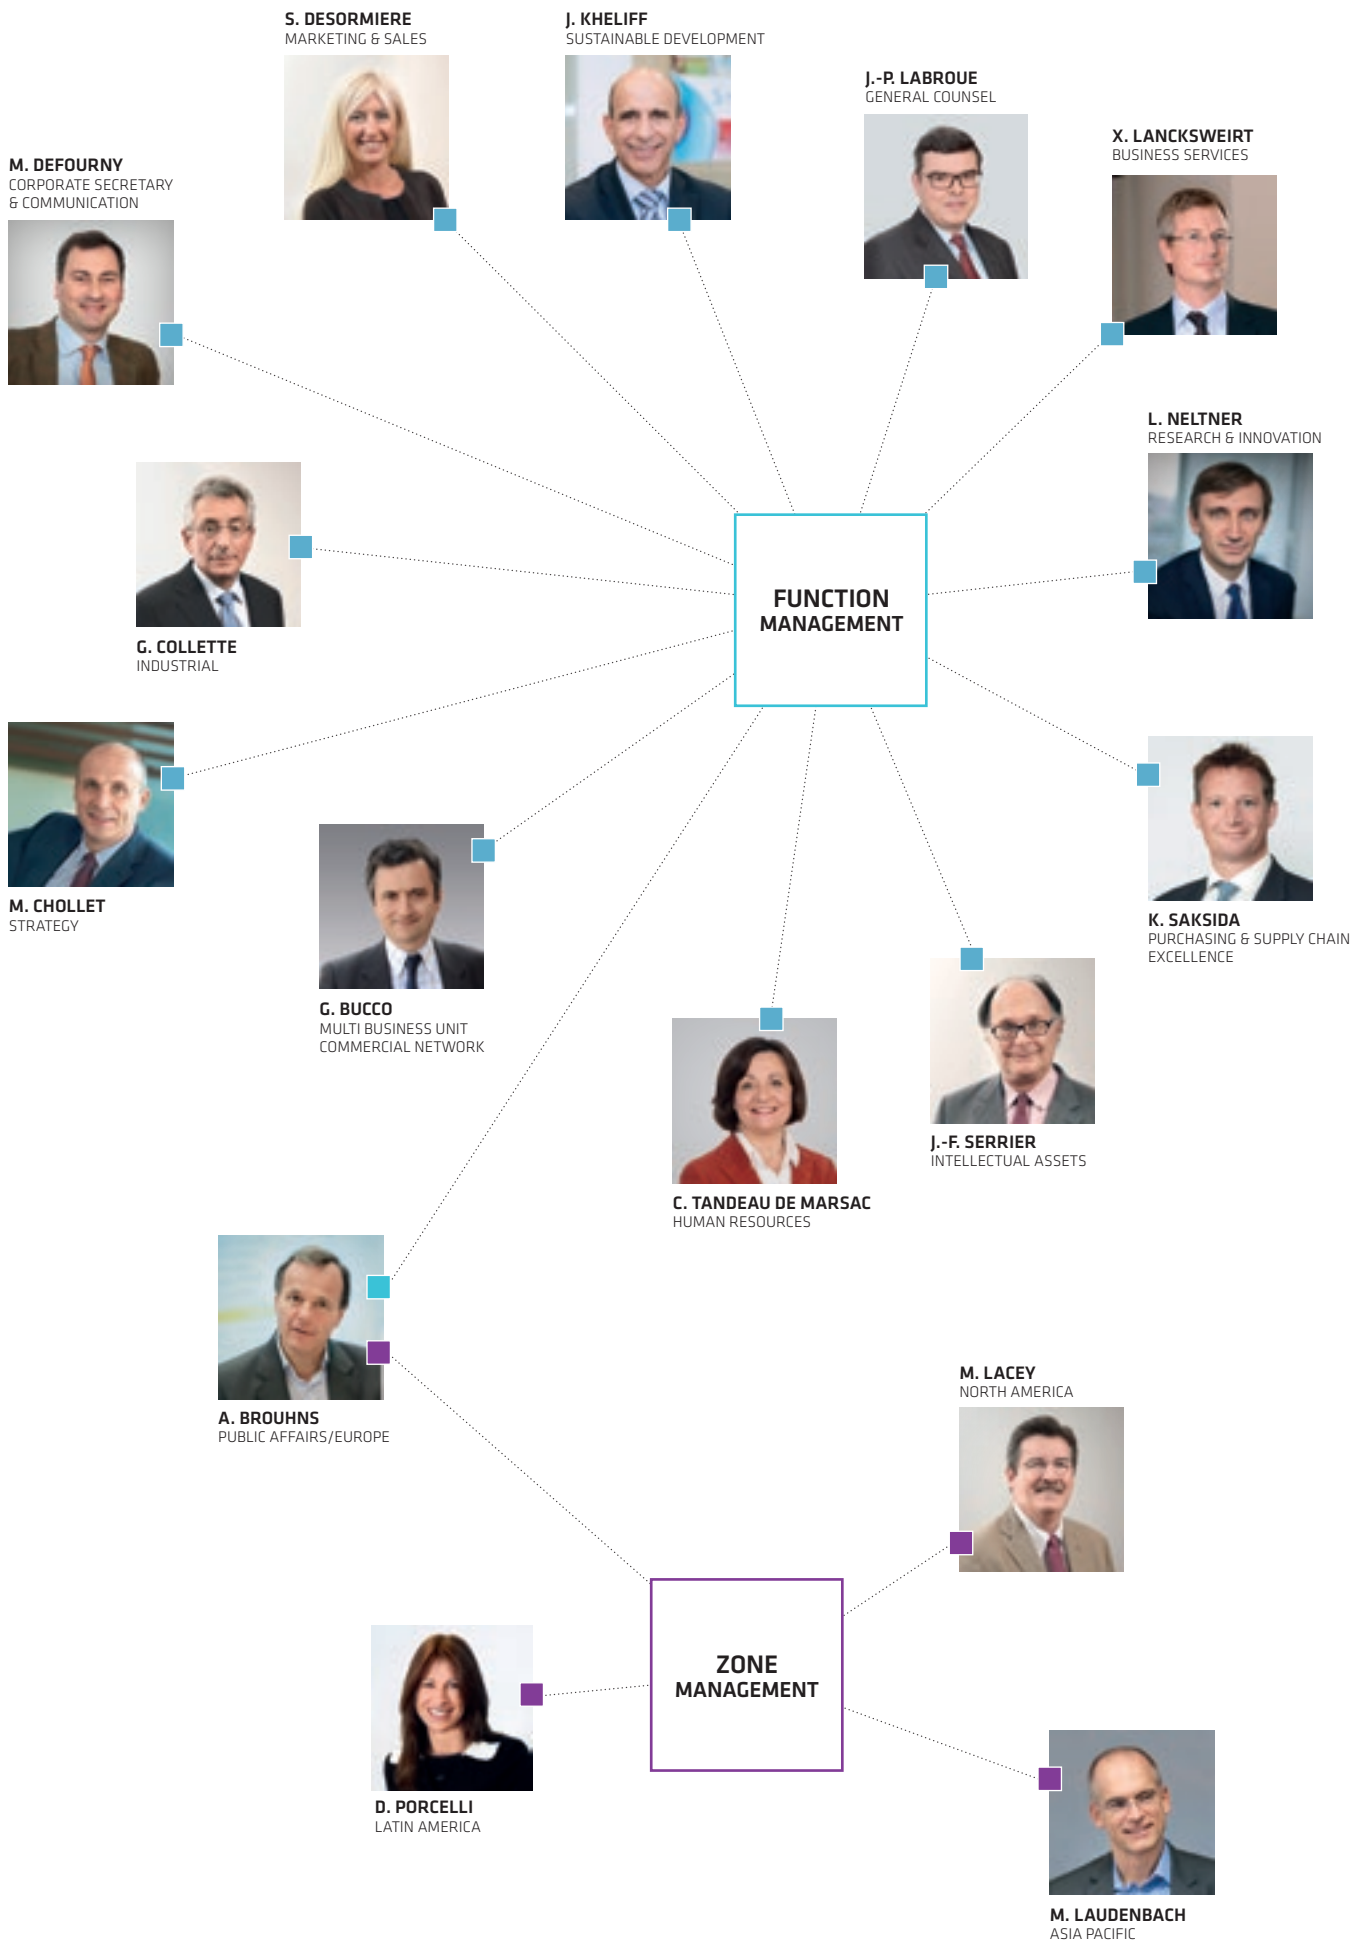 S. DESORMIERE
MARKETING & SALES
J. KHELIFF
SUSTAINABLE DEVELOPMENT
J.-P. LABROUE
GENERAL COUNSEL
X. LANCKSWEIRT
BUSINESS SERVICES
M. DEFOURNY
CORPORATE SECRETARY
& COMMUNICATION
L. NELTNER
RESEARCH & INNOVATION
FUNCTION
MANAGEMENT
G. COLLETTE
INDUSTRIAL
M. CHOLLET
STRATEGY
K. SAKSIDA
PURCHASING & SUPPLY CHAIN
EXCELLENCE
G. BUCCO
MULTI BUSINESS UNIT
COMMERCIAL NETWORK
J.-F. SERRIER
INTELLECTUAL ASSETS
C. TANDEAU DE MARSAC
HUMAN RESOURCES
A. BROUHNS
PUBLIC AFFAIRS/EUROPE
M. LACEY
NORTH AMERICA
ZONE
MANAGEMENT
D. PORCELLI
LATIN AMERICA
M. LAUDENBACH
ASIA PACIFIC